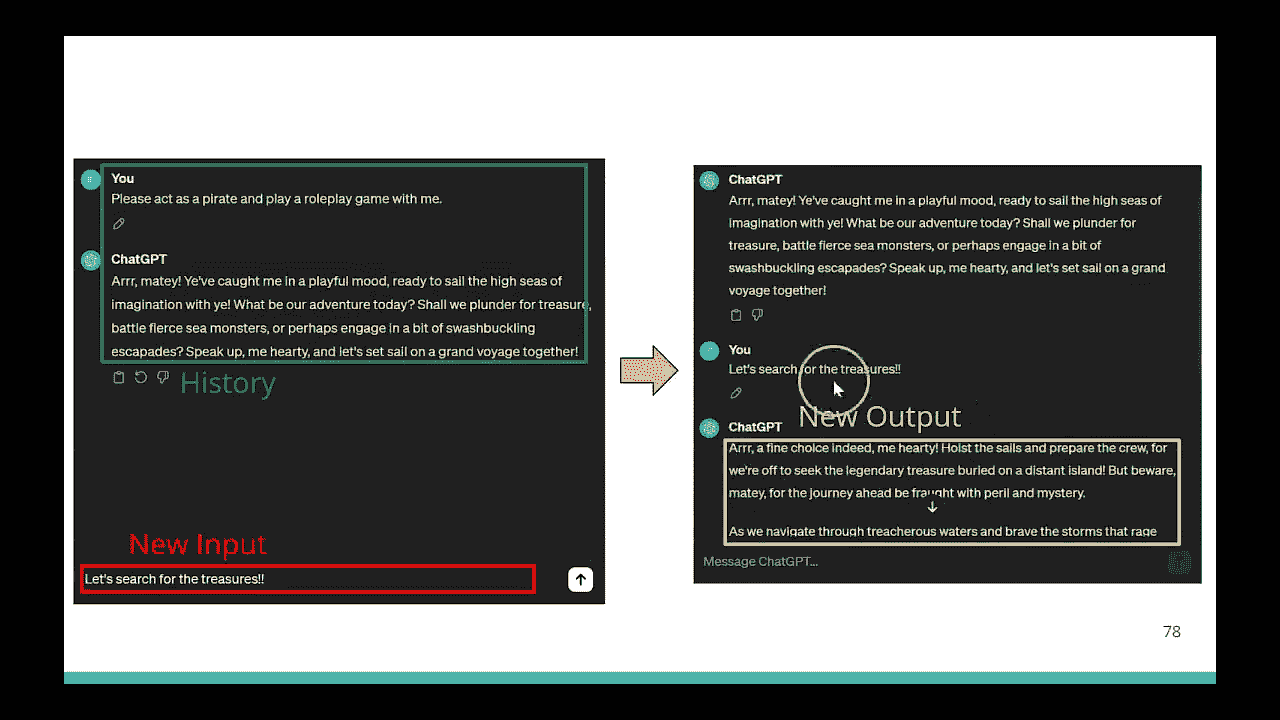 You
Please act as a pirate and play a roleplay game with me.
ChatGPT
Arrr, matey! Ye've caught me in a playful mood, ready to sail the high seas of
imagination with ye! What be our adventure today? Shall we plunder for treasure,
battle fierce sea monsters, or perhaps engage in a bit of swashbuckling
escapades? Speak up, me hearty, and let's set sail on a grand voyage together!
History
New Input
Let's search for the treasures!!
ChatGPT
Arrr, matey! Ye've caught me in a playful mood, ready to sail the high seas of
imagination with ye! What be our adventure today? Shall we plunder for
treasure, battle fierce sea monsters, or perhaps engage in a bit of
swashbuckling escapades? Speak up, me hearty, and let's set sail on a grand
voyage together!
You
Let's search for the treasures!!
New Output
ChatGPT
Arrr, a fine choice indeed, me hearty! Hoist the sails and prepare the crew, for
we're off to seek the legendary treasure buried on a distant island! But beware,
matey, for the journey ahead be fraught with peril and mystery.
As we navigate through treacherous waters and brave the storms that rage
Message ChatGPT...
78